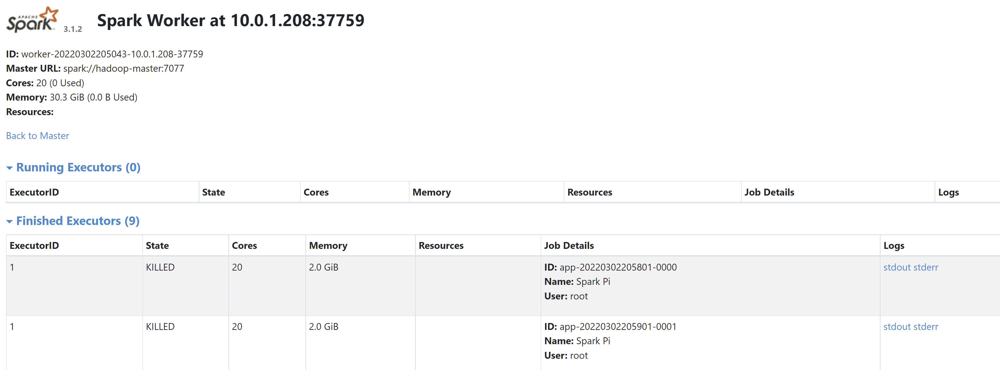 APACHE
Spark™ 3.1.2 Spark Worker at 10.0.1.208:37759
ID: worker-20220302205043-10.0.1.208-37759
Master URL: spark://hadoop-master:7077
Cores: 20 (0 Used)
Memory: 30.3 GiB (0.0 B Used)
Resources:
Back to Master
Running Executors (0)
ExecutorID State Cores Memory Resources Job Details Logs
Finished Executors (9)
ExecutorID State Cores Memory Resources Job Details Logs
1 KILLED 20 2.0 GiB ID: app-20220302205801-0000 stdout stderr
Name: Spark Pi
User: root
1 KILLED 20 2.0 GiB ID: app-20220302205901-0001 stdout stderr
Name: Spark Pi
User: root